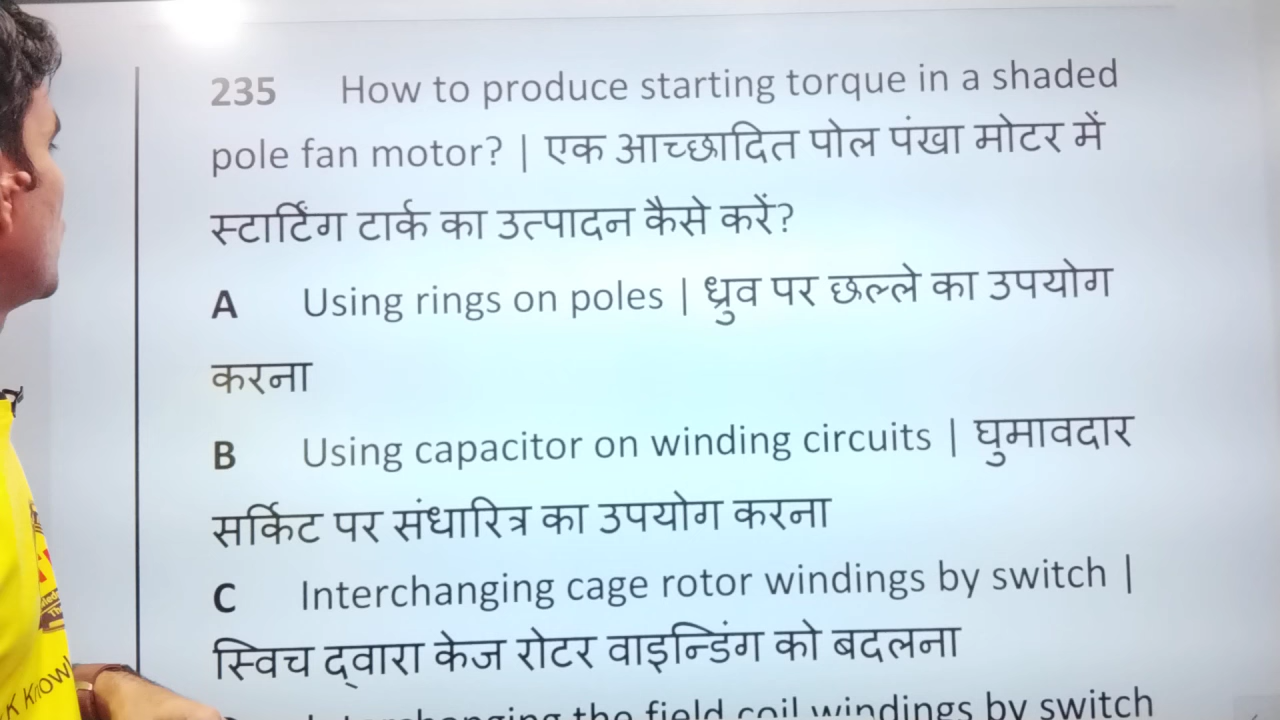 235 How to produce starting torque in a shaded
pole fan motor? | एक आच्छादित पोल पंखा मोटर में
स्टार्टिंग टार्क का उत्पादन कैसे करें?
A Using rings on poles | ध्रुव पर छल्ले का उपयोग
करना
B Using capacitor on winding circuits | घुमावदार
सर्किट पर संधारित्र का उपयोग करना
C Interchanging cage rotor windings by switch |
स्विच द्वारा केज रोटर वाइन्डिंग को बदलना
the field coil windings by switch
K Know